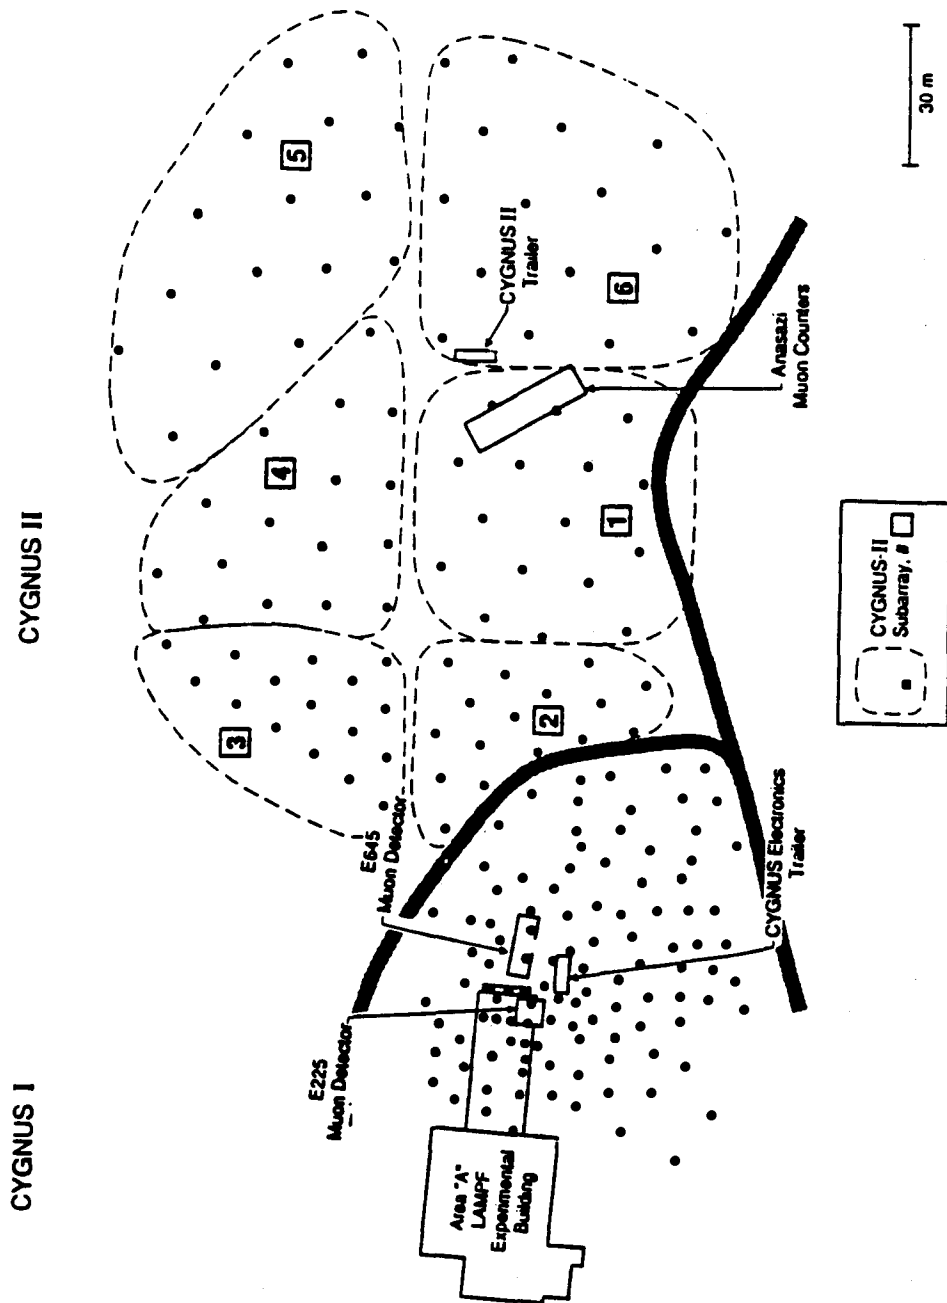 CYGNUS I
CYGNUS II
E225
Muon Detector
E645
Muon Detector
3
4
5
Area "A"
LAMPF
Experimental
Building
2
1
6
CYGNUS II
Trailer
CYGNUS Electronics
Trailer
Anasazi
Muon Counters
CYGNUS-II
Subarray, #
30 m